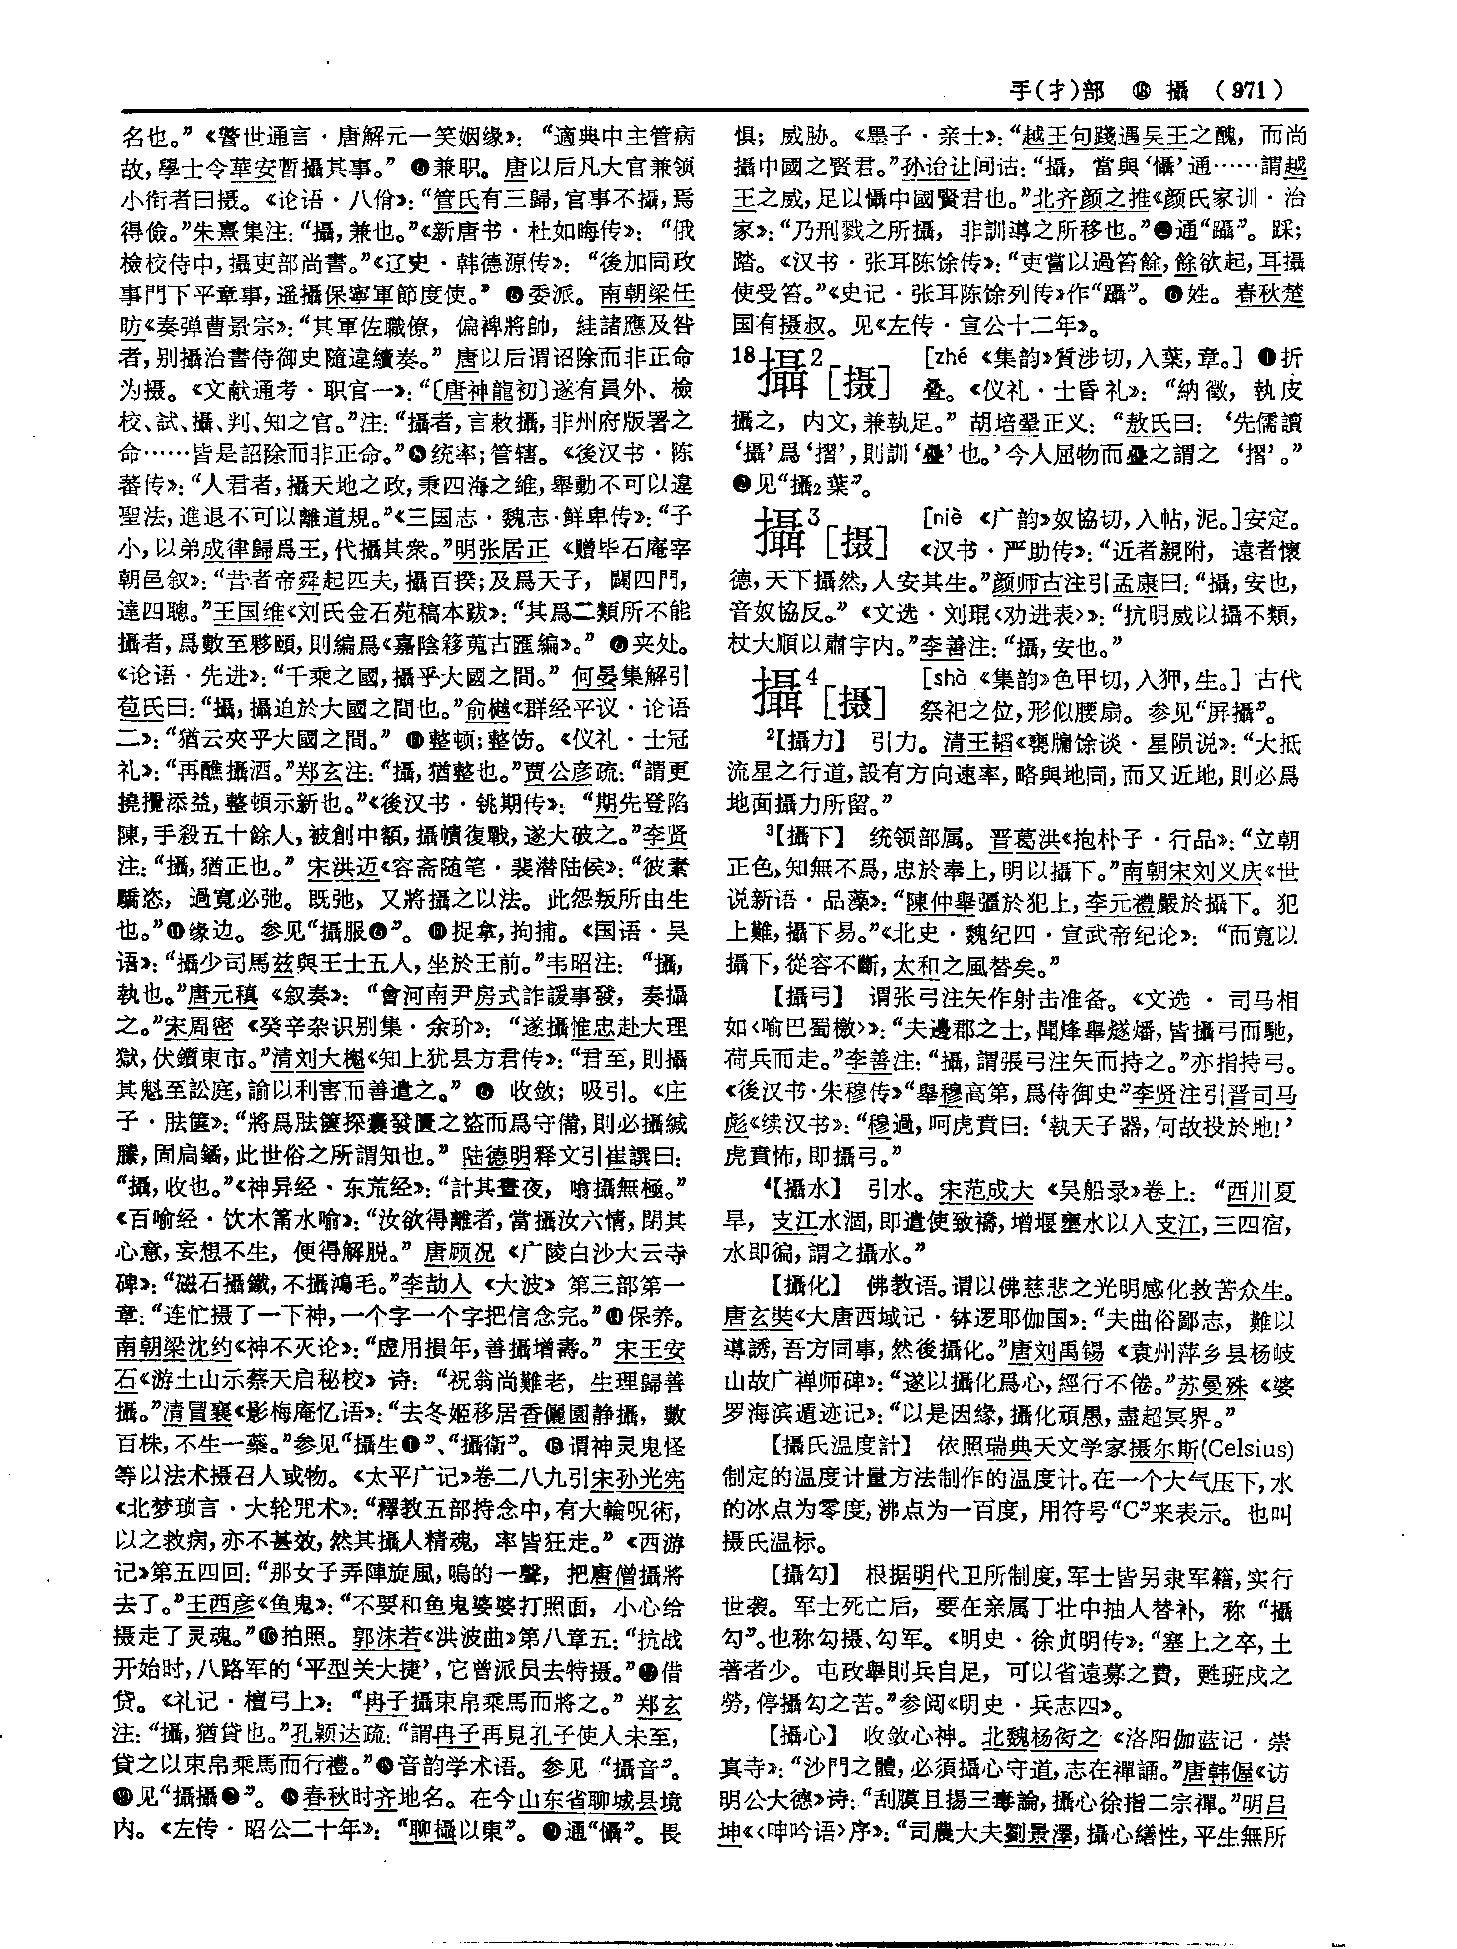 手(扌)部 ⑱ 攝 (971)
名也。”《警世通言·唐解元一笑姻缘》：“適典中主管病
故，學士令華安暫攝其事。” ❻兼职。唐以后凡大官兼领
小衔者曰摄。《论语·八佾》：“管氏有三歸，官事不攝，焉
得儉。”朱熹集注：“攝，兼也。”《新唐书·杜如晦传》：“俄
檢校侍中，攝吏部尚書。”《辽史·韩德源传》：“後加同政
事門下平章事，遥攝保寧軍節度使。” ❼委派。南朝梁任
昉《奏弹曹景宗》：“其軍佐職僚，偏裨將帥，絓諸應及咎
者，别攝治書侍御史隨違續奏。” 唐以后谓诏除而非正命
为摄。《文献通考·职官一》：“〔唐神龍初〕遂有員外、檢
校、試、攝、判、知之官。”注：“攝者，言敕攝，非州府版署之
命……皆是詔除而非正命。”❽统率；管辖。《後汉书·陈
蕃传》：“人君者，攝天地之政，秉四海之維，舉動不可以違
聖法，進退不可以離道規。”《三国志·魏志·鲜卑传》：“子
小，以弟成律歸爲王，代攝其衆。”明张居正《赠毕石庵宰
朝邑叙》：“昔者帝舜起匹夫，攝百揆；及爲天子，闢四門，
達四聰。”王国维《刘氏金石苑稿本跋》：“其爲二類所不能
攝者，爲數至夥頤，則編爲《嘉陰簃蒐古匯編》。” ❾夹处。
《论语·先进》：“千乘之國，攝乎大國之間。” 何晏集解引
苞氏曰：“攝，攝迫於大國之間也。”俞樾《群经平议·论语
二》：“猶云夾乎大國之間。” ❿整顿；整饬。《仪礼·士冠
礼》：“再醮攝酒。”郑玄注：“攝，猶整也。”贾公彦疏：“謂更
撓攪添益，整頓示新也。”《後汉书·铫期传》：“期先登陷
陳，手殺五十餘人，被創中額，攝幘復戰，遂大破之。”李贤
注：“攝，猶正也。” 宋洪迈《容斋随笔·裴潜陆侯》：“彼素
驕恣，過寬必弛。既弛，又將攝之以法。此怨叛所由生
也。”⓫缘边。参见“攝服❻”。⓬捉拿，拘捕。《国语·吴
语》：“攝少司馬茲與王士五人，坐於王前。”韦昭注：“攝，
執也。”唐元稹《叙奏》：“會河南尹房式詐諼事發，奏攝
之。”宋周密《癸辛杂识别集·余玠》：“遂攝惟忠赴大理
獄，伏鑕東市。”清刘大櫆《知上犹县方君传》：“君至，則攝
其魁至訟庭，諭以利害而善遣之。” ⓭ 收敛；吸引。《庄
子·胠箧》：“將爲胠篋探囊發匱之盗而爲守備，則必攝緘
縢，固扃鐍，此世俗之所謂知也。” 陆德明释文引崔譔曰：
“攝，收也。”《神异经·东荒经》：“計其晝夜，噏攝無極。”
《百喻经·饮木筩水喻》：“汝欲得離者，當攝汝六情，閉其
心意，妄想不生，便得解脱。” 唐顾况《广陵白沙大云寺
碑》：“磁石攝鐵，不攝鴻毛。”李劼人《大波》第三部第一
章：“连忙摄了一下神，一个字一个字把信念完。”⓮保养。
南朝梁沈约《神不灭论》：“虚用損年，善攝增壽。” 宋王安
石《游土山示蔡天启秘校》诗：“祝翁尚難老，生理歸善
攝。”清冒襄《影梅庵忆语》：“去冬姬移居香儷園静攝，數
百株，不生一蘂。”参见“攝生❶”、“攝衛”。⓯谓神灵鬼怪
等以法术摄召人或物。《太平广记》卷二八九引宋孙光宪
《北梦琐言·大轮咒术》：“釋教五部持念中，有大輪呪術，
以之救病，亦不甚效，然其攝人精魂，率皆狂走。”《西游
记》第五四回：“那女子弄陣旋風，嗚的一聲，把唐僧攝將
去了。”王西彦《鱼鬼》：“不要和鱼鬼婆婆打照面，小心给
摄走了灵魂。”⓰拍照。郭沫若《洪波曲》第八章五：“抗战
开始时，八路军的‘平型关大捷’，它曾派员去特摄。”⓱借
贷。《礼记·檀弓上》：“冉子攝束帛乘馬而將之。” 郑玄
注：“攝，猶貸也。”孔颖达疏：“謂冉子再見孔子使人未至，
貸之以束帛乘馬而行禮。”⓲音韵学术语。参见“攝音”。
⓳见“攝攝❷”。⓴春秋时齐地名。在今山东省聊城县境
内。《左传·昭公二十年》：“聊攝以東”。㉑通“懾”。畏
惧；威胁。《墨子·亲士》：“越王句踐遇吴王之醜，而尚
攝中國之賢君。”孙诒让间诂：“攝，當與‘懾’通……謂越
王之威，足以懾中國賢君也。”北齐颜之推《颜氏家训·治
家》：“乃刑戮之所攝，非訓導之所移也。”㉒通“躡”。踩；
踏。《汉书·张耳陈馀传》：“吏嘗以過笞餘，餘欲起，耳攝
使受笞。”《史记·张耳陈馀列传》作“躡”。㉓姓。春秋楚
国有摄叔。见《左传·宣公十二年》。
18攝2［摄］ ［zhé《集韵》質涉切，入葉，章。］❶折
叠。《仪礼·士昏礼》：“納徵，執皮
攝之，内文，兼執足。” 胡培翬正义：“敖氏曰：‘先儒讀
‘攝’爲‘摺’，則訓‘疊’也。’今人屈物而疊之謂之‘摺’。”
❷见“攝2葉”。
攝3［摄］ ［niè《广韵》奴協切，入帖，泥。］安定。
《汉书·严助传》：“近者親附，遠者懷
德，天下攝然，人安其生。”颜师古注引孟康曰：“攝，安也，
音奴協反。”《文选·刘琨〈劝进表〉》：“抗明威以攝不類，
杖大順以肅宇内。”李善注：“攝，安也。”
攝4［摄］ ［shà《集韵》色甲切，入狎，生。］古代
祭祀之位，形似腰扇。参见“屏攝”。
2【攝力】 引力。清王韬《甕牖馀谈·星陨说》：“大抵
流星之行道，設有方向速率，略與地同，而又近地，則必爲
地面攝力所留。”
3【攝下】 统领部属。晋葛洪《抱朴子·行品》：“立朝
正色，知無不爲，忠於奉上，明以攝下。”南朝宋刘义庆《世
说新语·品藻》：“陳仲舉彊於犯上，李元禮嚴於攝下。犯
上難，攝下易。”《北史·魏纪四·宣武帝纪论》：“而寬以
攝下，從容不斷，太和之風替矣。”
【攝弓】 谓张弓注矢作射击准备。《文选·司马相
如〈喻巴蜀檄〉》：“夫邊郡之士，聞烽舉燧燔，皆攝弓而馳，
荷兵而走。”李善注：“攝，謂張弓注矢而持之。”亦指持弓。
《後汉书·朱穆传》“舉穆高第，爲侍御史”李贤注引晋司马
彪《续汉书》：“穆過，呵虎賁曰：‘執天子器，何故投於地！’
虎賁怖，即攝弓。”
4【攝水】 引水。宋范成大《吴船录》卷上：“西川夏
旱，支江水涸，即遣使致禱，增堰壅水以入支江，三四宿，
水即徧，謂之攝水。”
【攝化】 佛教语。谓以佛慈悲之光明感化救苦众生。
唐玄奘《大唐西域记·钵逻耶伽国》：“夫曲俗鄙志，難以
導誘，吾方同事，然後攝化。”唐刘禹锡《袁州萍乡县杨岐
山故广禅师碑》：“遂以攝化爲心，經行不倦。”苏曼殊《婆
罗海滨遁迹记》：“以是因緣，攝化頑愚，盡超冥界。”
【攝氏温度計】 依照瑞典天文学家摄尔斯(Celsius)
制定的温度计量方法制作的温度计。在一个大气压下，水
的冰点为零度，沸点为一百度，用符号“C”来表示。也叫
摄氏温标。
【攝勾】 根据明代卫所制度，军士皆另隶军籍，实行
世袭。军士死亡后，要在亲属丁壮中抽人替补，称“攝
勾”。也称勾摄、勾军。《明史·徐贞明传》：“塞上之卒，土
著者少。屯政舉則兵自足，可以省遠募之費，甦班戍之
勞，停攝勾之苦。”参阅《明史·兵志四》。
【攝心】 收敛心神。北魏杨衒之《洛阳伽蓝记·崇
真寺》：“沙門之體，必須攝心守道，志在禪誦。”唐韩偓《访
明公大德》诗：“刮膜且揚三毒論，攝心徐指二宗禪。”明吕
坤《〈呻吟语〉序》：“司農大夫劉景澤，攝心繕性，平生無所